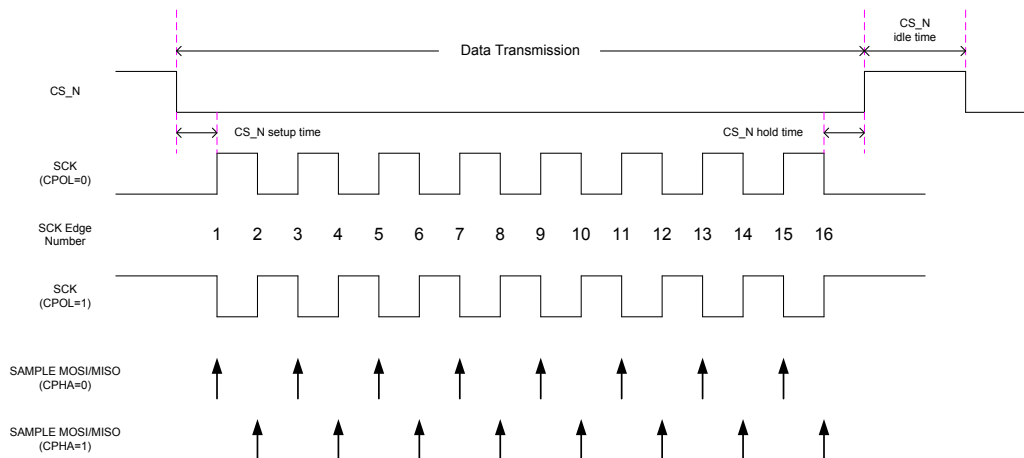 CS_N
idle time
Data Transmission
CS_N
CS_N setup time
CS_N hold time
SCK
(CPOL=0)
SCK Edge
Number
1 2 3 4 5 6 7 8 9 10 11 12 13 14 15 16
SCK
(CPOL=1)
SAMPLE MOSI/MISO
(CPHA=0)
SAMPLE MOSI/MISO
(CPHA=1)